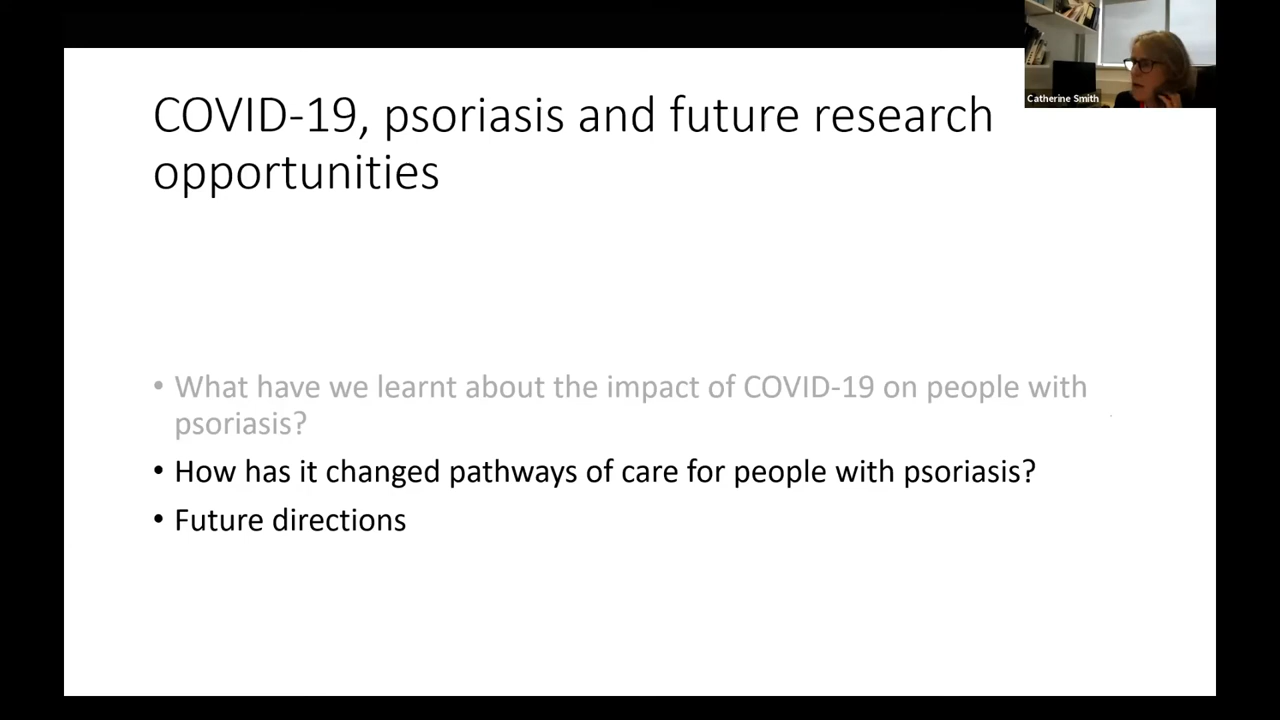 COVID-19, psoriasis and future research
opportunities
Catherine Smith
• What have we learnt about the impact of COVID-19 on people with
psoriasis?
• How has it changed pathways of care for people with psoriasis?
• Future directions